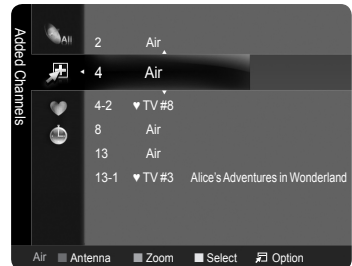 Added Channels
All
2 Air
4 Air
4-2 ♥ TV #8
8 Air
13 Air
13-1 ♥ TV #3 Alice's Adventures in Wonderland
Air Antenna Zoom Select Option